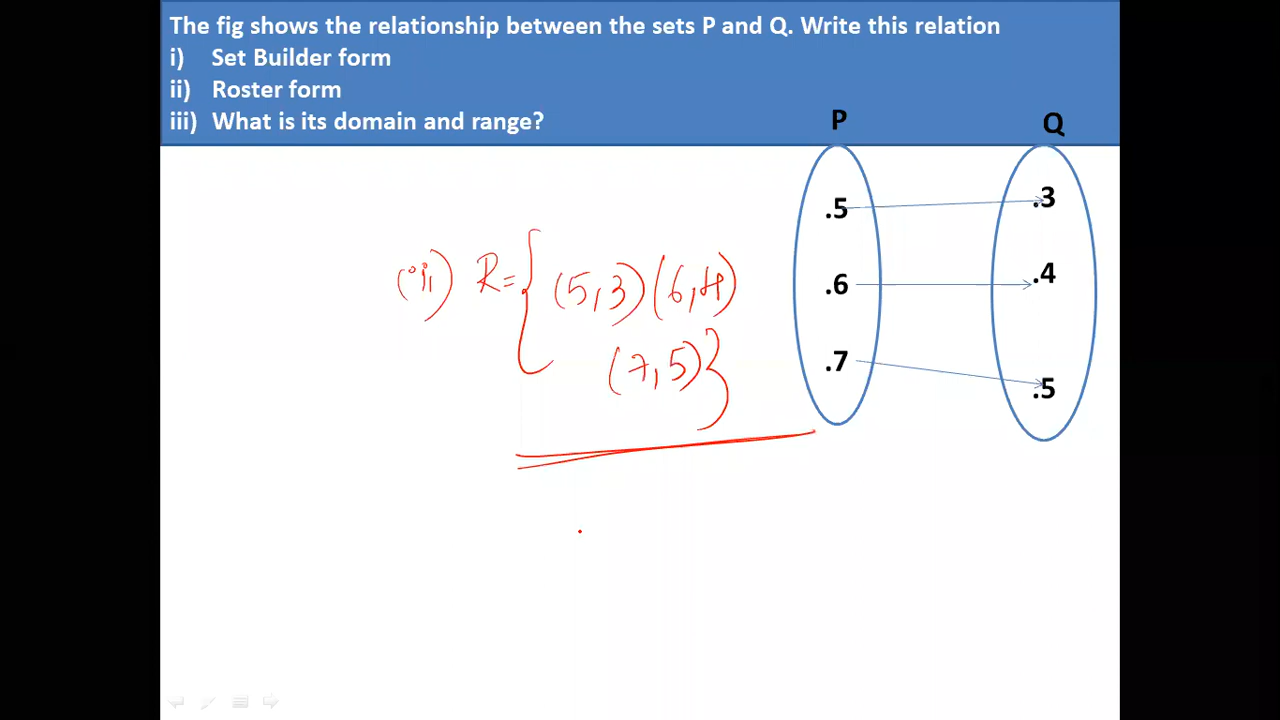 The fig shows the relationship between the sets P and Q. Write this relation
i) Set Builder form
ii) Roster form
iii) What is its domain and range?
P Q
.5 .3
.6 .4
.7 .5
(ii) R= { (5,3) (6,4)
(7,5) }